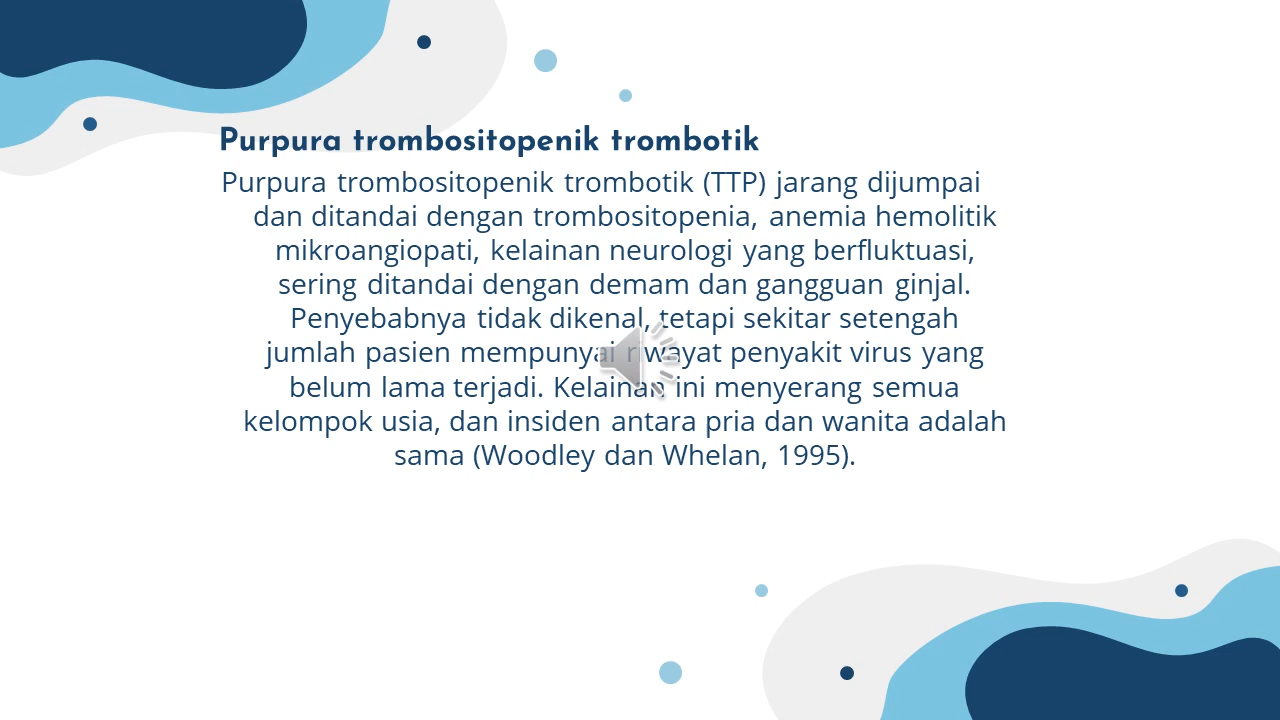 Purpura trombositopenik trombotik
Purpura trombositopenik trombotik (TTP) jarang dijumpai
dan ditandai dengan trombositopenia, anemia hemolitik
mikroangiopati, kelainan neurologi yang berfluktuasi,
sering ditandai dengan demam dan gangguan ginjal.
Penyebabnya tidak dikenal, tetapi sekitar setengah
jumlah pasien mempunyai riwayat penyakit virus yang
belum lama terjadi. Kelainan ini menyerang semua
kelompok usia, dan insiden antara pria dan wanita adalah
sama (Woodley dan Whelan, 1995).